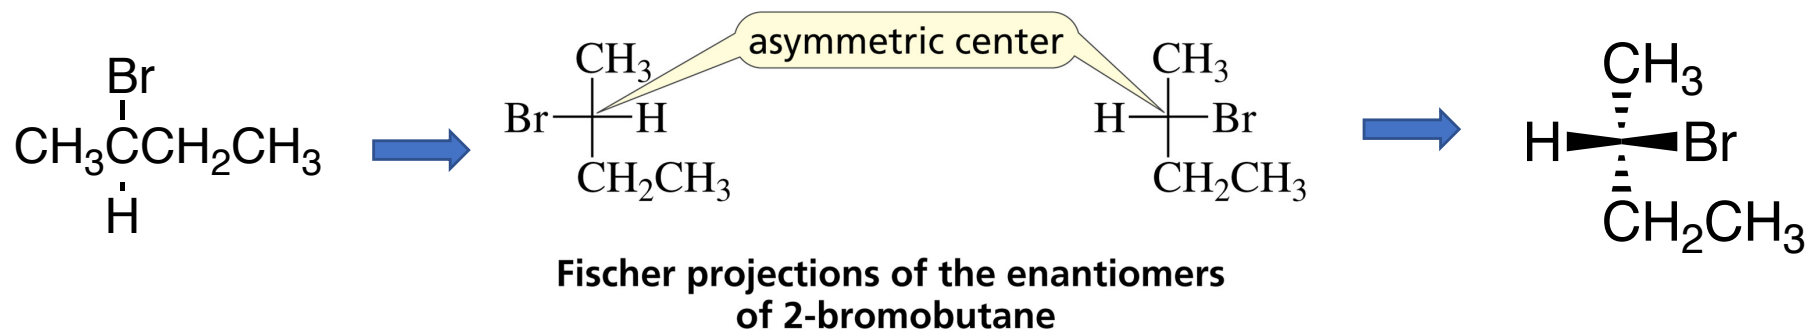 Br
CH3CCH2CH3
H
asymmetric center
CH3
Br H
CH2CH3
CH3
H Br
CH2CH3
CH3
H Br
CH2CH3
Fischer projections of the enantiomers
of 2-bromobutane